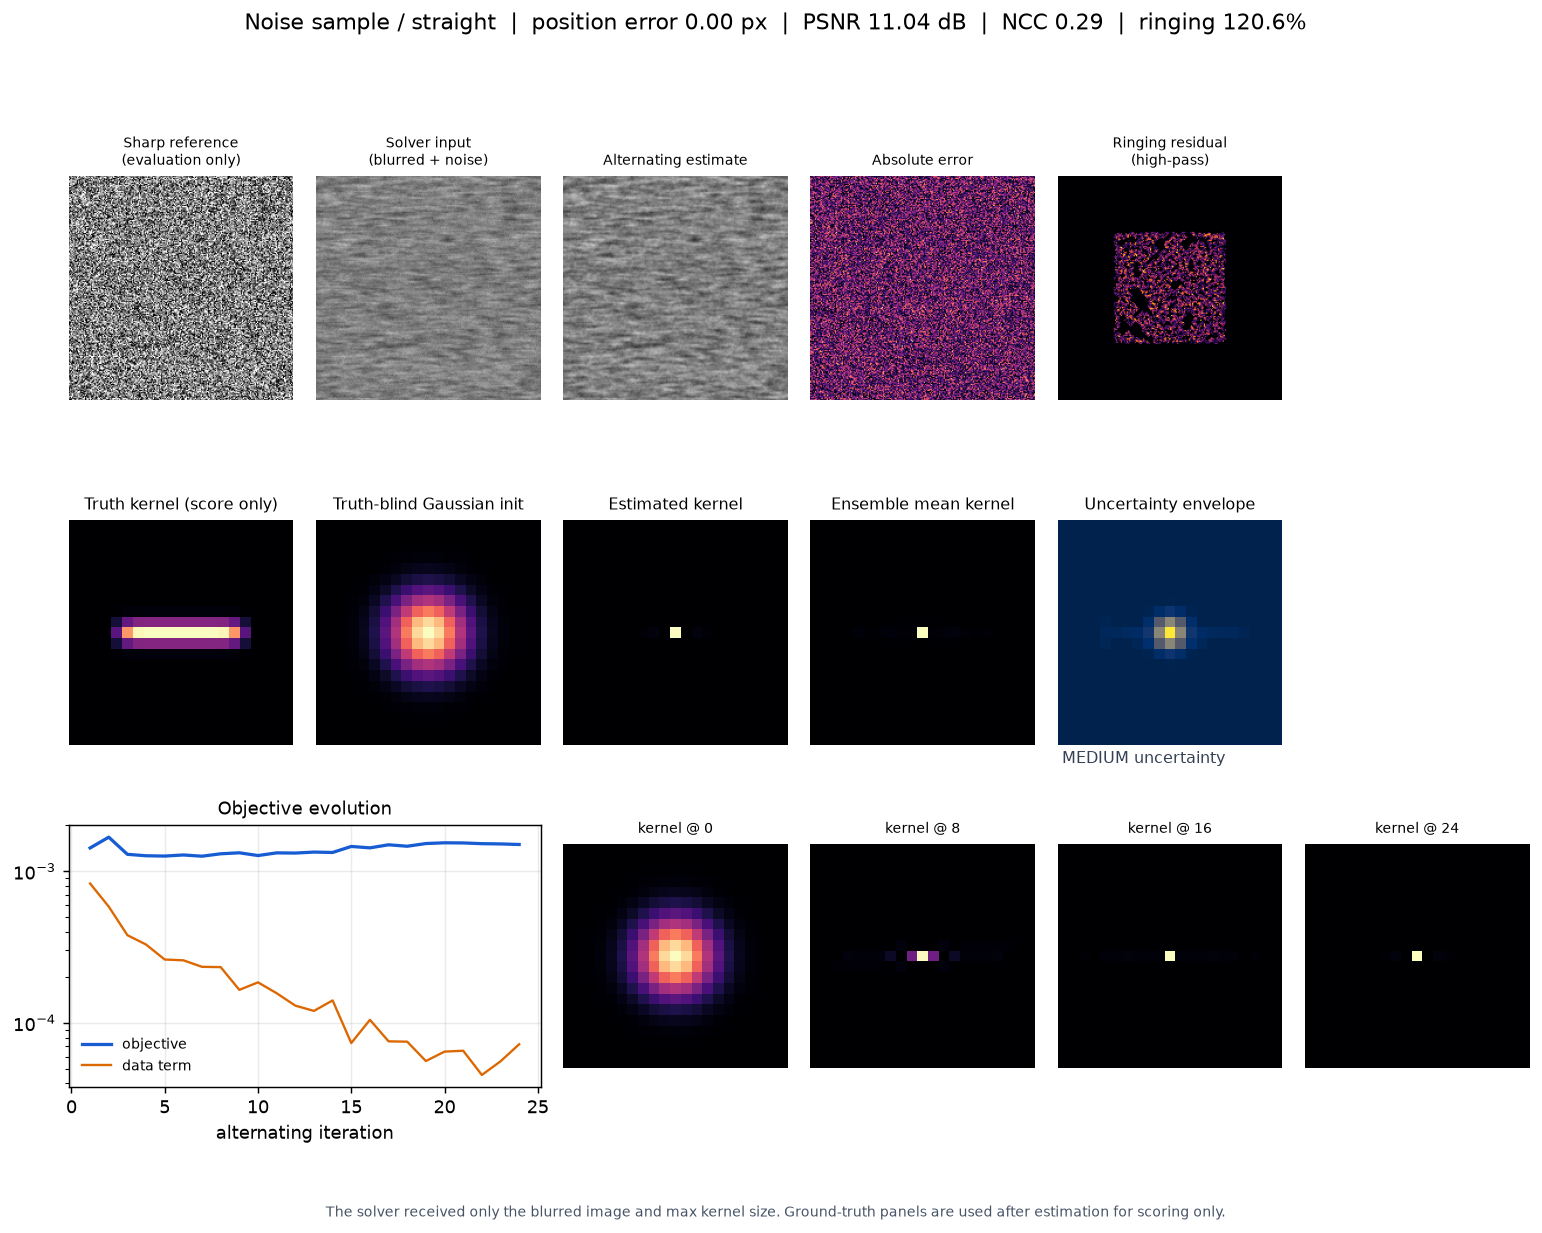 Noise sample / straight | position error 0.00 px | PSNR 11.04 dB | NCC 0.29 | ringing 120.6%
Sharp reference
(evaluation only)
Solver input
(blurred + noise)
Alternating estimate
Absolute error
Ringing residual
(high-pass)
Truth kernel (score only)
Truth-blind Gaussian init
Estimated kernel
Ensemble mean kernel
Uncertainty envelope
MEDIUM uncertainty
Objective evolution
10⁻³
10⁻⁴
objective
data term
0 5 10 15 20 25
alternating iteration
kernel @ 0
kernel @ 8
kernel @ 16
kernel @ 24
The solver received only the blurred image and max kernel size. Ground-truth panels are used after estimation for scoring only.